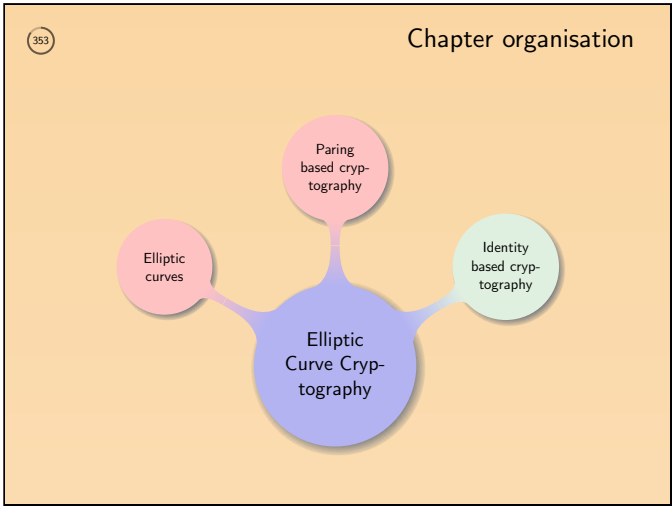 353
Chapter organisation
Paring
based cryp-
tography
Elliptic
curves
Identity
based cryp-
tography
Elliptic
Curve Cryp-
tography